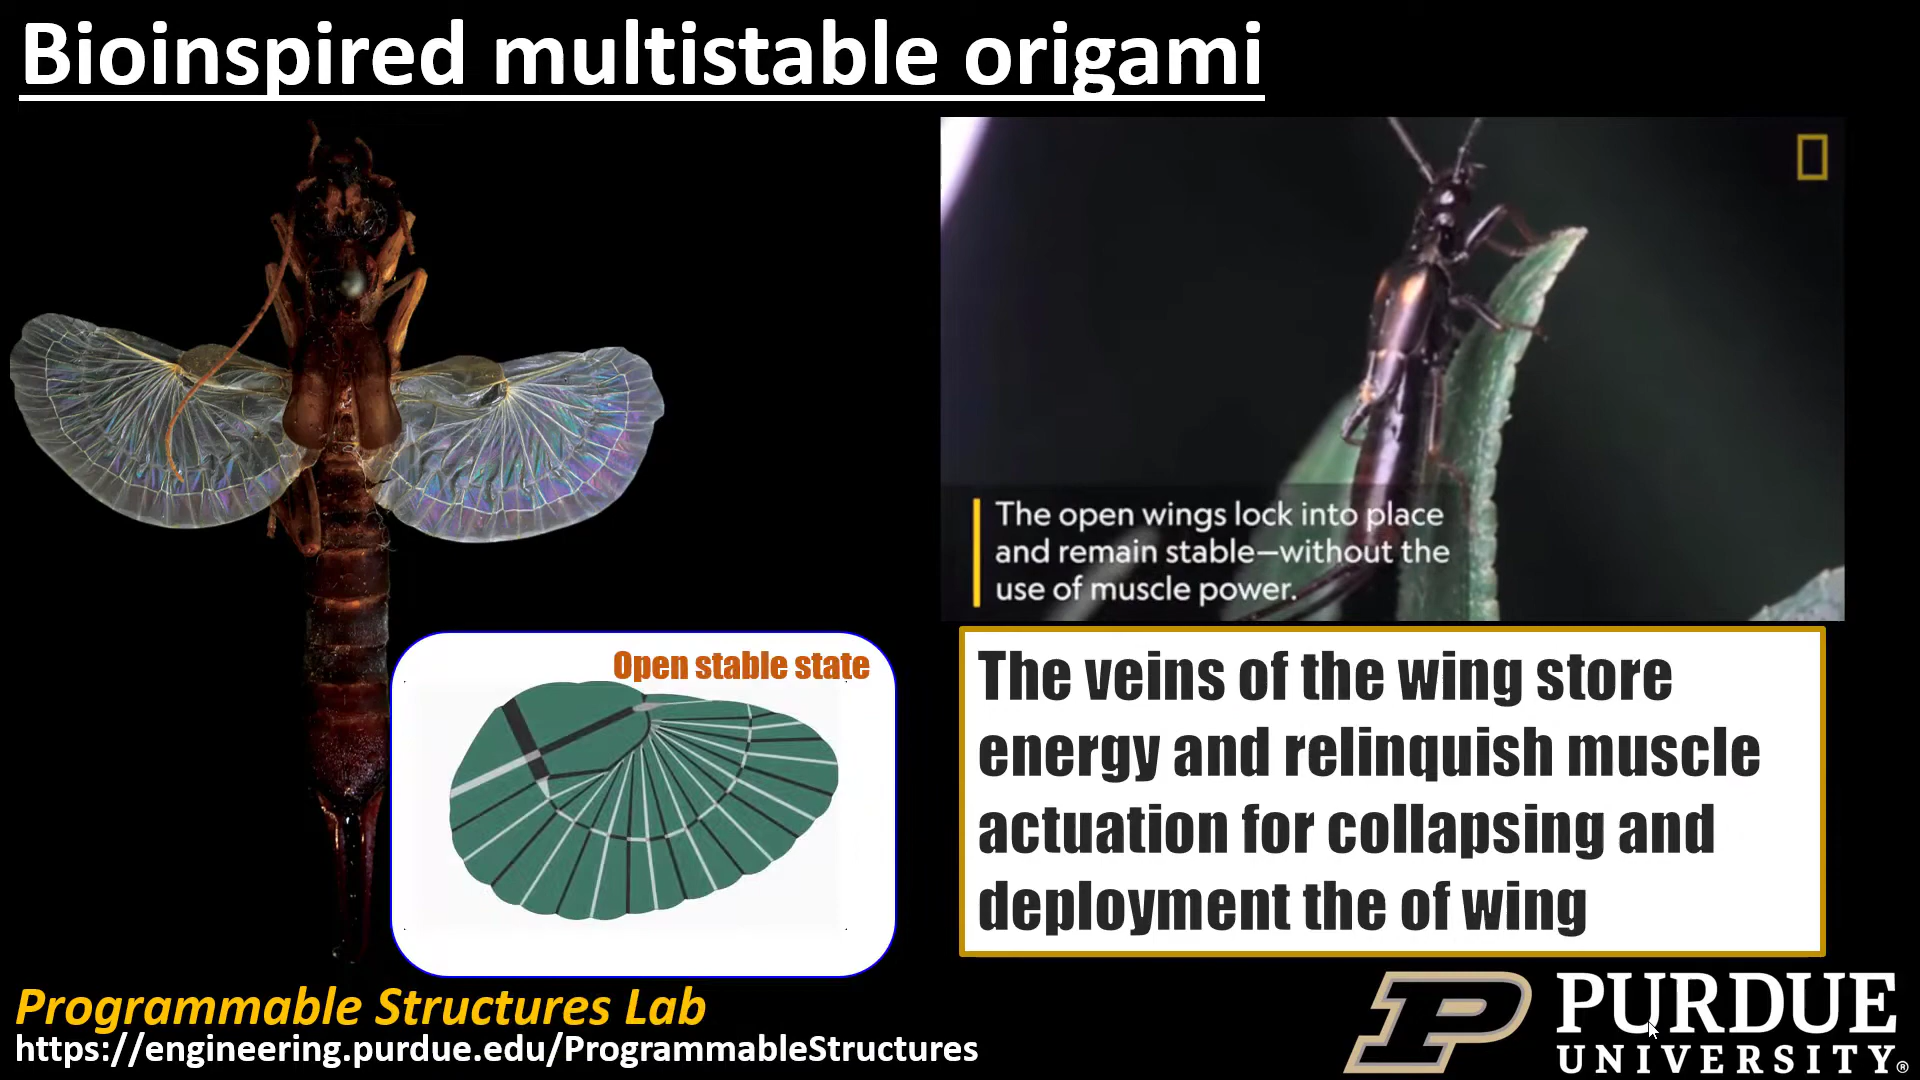 Bioinspired multistable origami
The open wings lock into place
and remain stable—without the
use of muscle power.
Open stable state
The veins of the wing store
energy and relinquish muscle
actuation for collapsing and
deployment the of wing
Programmable Structures Lab
https://engineering.purdue.edu/ProgrammableStructures
P PURDUE
UNIVERSITY®